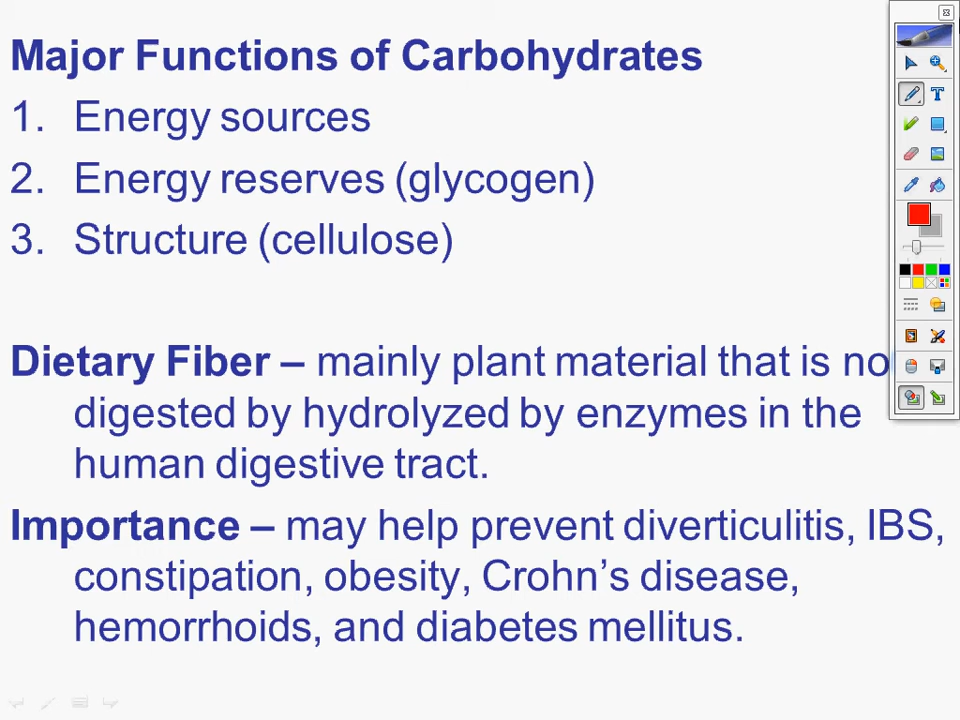 Major Functions of Carbohydrates
1. Energy sources
2. Energy reserves (glycogen)
3. Structure (cellulose)
Dietary Fiber – mainly plant material that is no
digested by hydrolyzed by enzymes in the
human digestive tract.
Importance – may help prevent diverticulitis, IBS,
constipation, obesity, Crohn’s disease,
hemorrhoids, and diabetes mellitus.